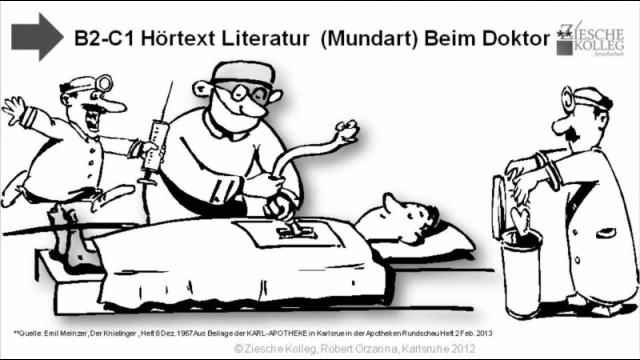 B2-C1 Hörtext Literatur (Mundart) Beim Doktor
**ZIESCHE
KOLLEG
Sprachschule
**Quelle: Emil Meinzer, Der Knielinger , Heft 8 Dez. 1967 Aus Beilage der KARL-APOTHEKE in Karlsrue in der Apotheken Rundschau Heft 2 Feb. 2013
©Ziesche Kolleg, Robert Orzanna, Karlsruhe 2012